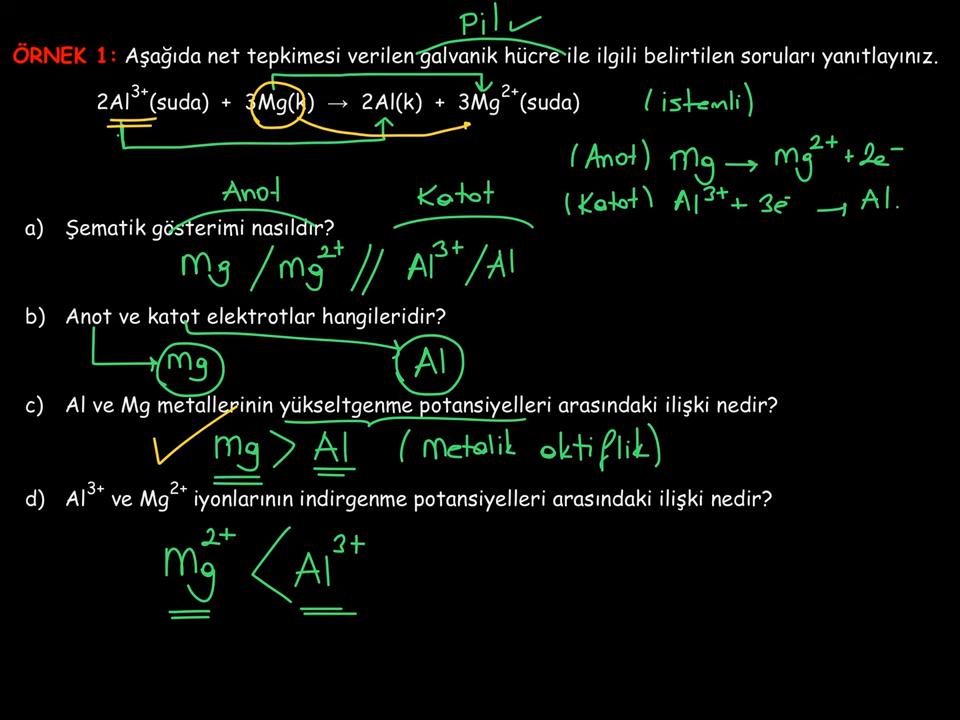 Pil ✓
ÖRNEK 1: Aşağıda net tepkimesi verilen galvanik hücre ile ilgili belirtilen soruları yanıtlayınız.
2Al³⁺(suda) + 3Mg(k) → 2Al(k) + 3Mg²⁺(suda) (istemli)
(Anot) Mg → Mg²⁺ + 2e⁻
(Katot) Al³⁺ + 3e⁻ → Al.
Anot Katot
a) Şematik gösterimi nasıldır?
Mg / Mg²⁺ // Al³⁺ / Al
b) Anot ve katot elektrotlar hangileridir?
Mg Al
c) Al ve Mg metallerinin yükseltgenme potansiyelleri arasındaki ilişki nedir?
Mg > Al (Metalik aktiflik)
d) Al³⁺ ve Mg²⁺ iyonlarının indirgenme potansiyelleri arasındaki ilişki nedir?
Mg²⁺ < Al³⁺